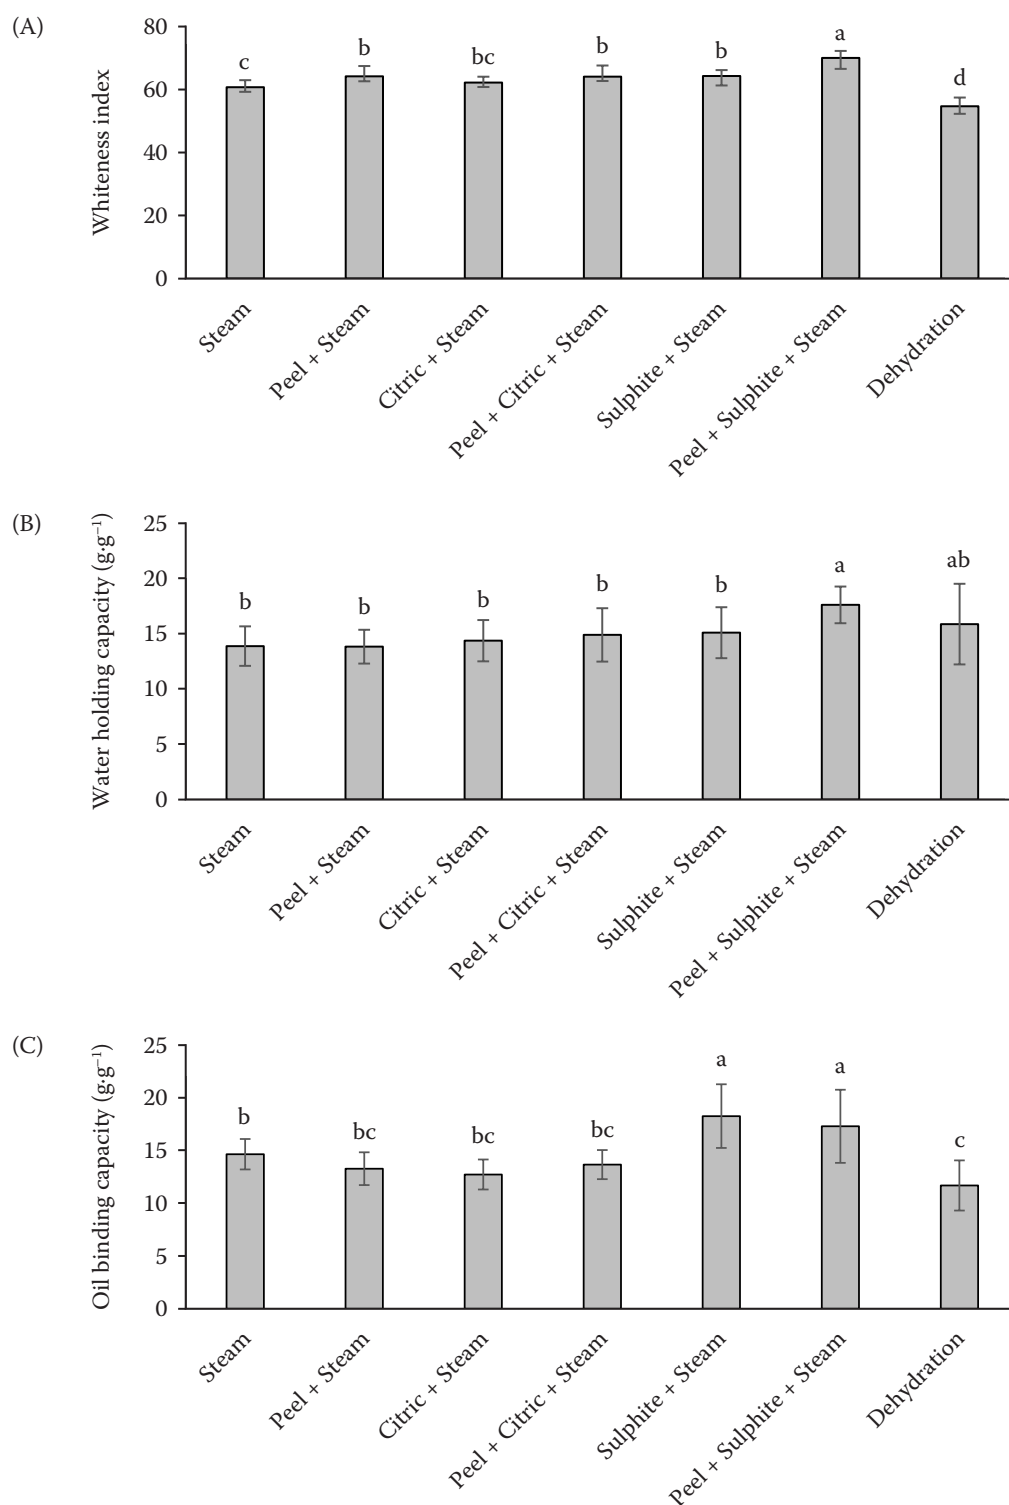 (A)
Whiteness index
80
60
40
20
0
c
b
bc
b
b
a
d
Steam
Peel + Steam
Citric + Steam
Peel + Citric + Steam
Sulphite + Steam
Peel + Sulphite + Steam
Dehydration
(B)
Water holding capacity (g·g⁻¹)
25
20
15
10
5
0
b
b
b
b
b
a
ab
Steam
Peel + Steam
Citric + Steam
Peel + Citric + Steam
Sulphite + Steam
Peel + Sulphite + Steam
Dehydration
(C)
Oil binding capacity (g·g⁻¹)
25
20
15
10
5
0
b
bc
bc
bc
a
a
c
Steam
Peel + Steam
Citric + Steam
Peel + Citric + Steam
Sulphite + Steam
Peel + Sulphite + Steam
Dehydration